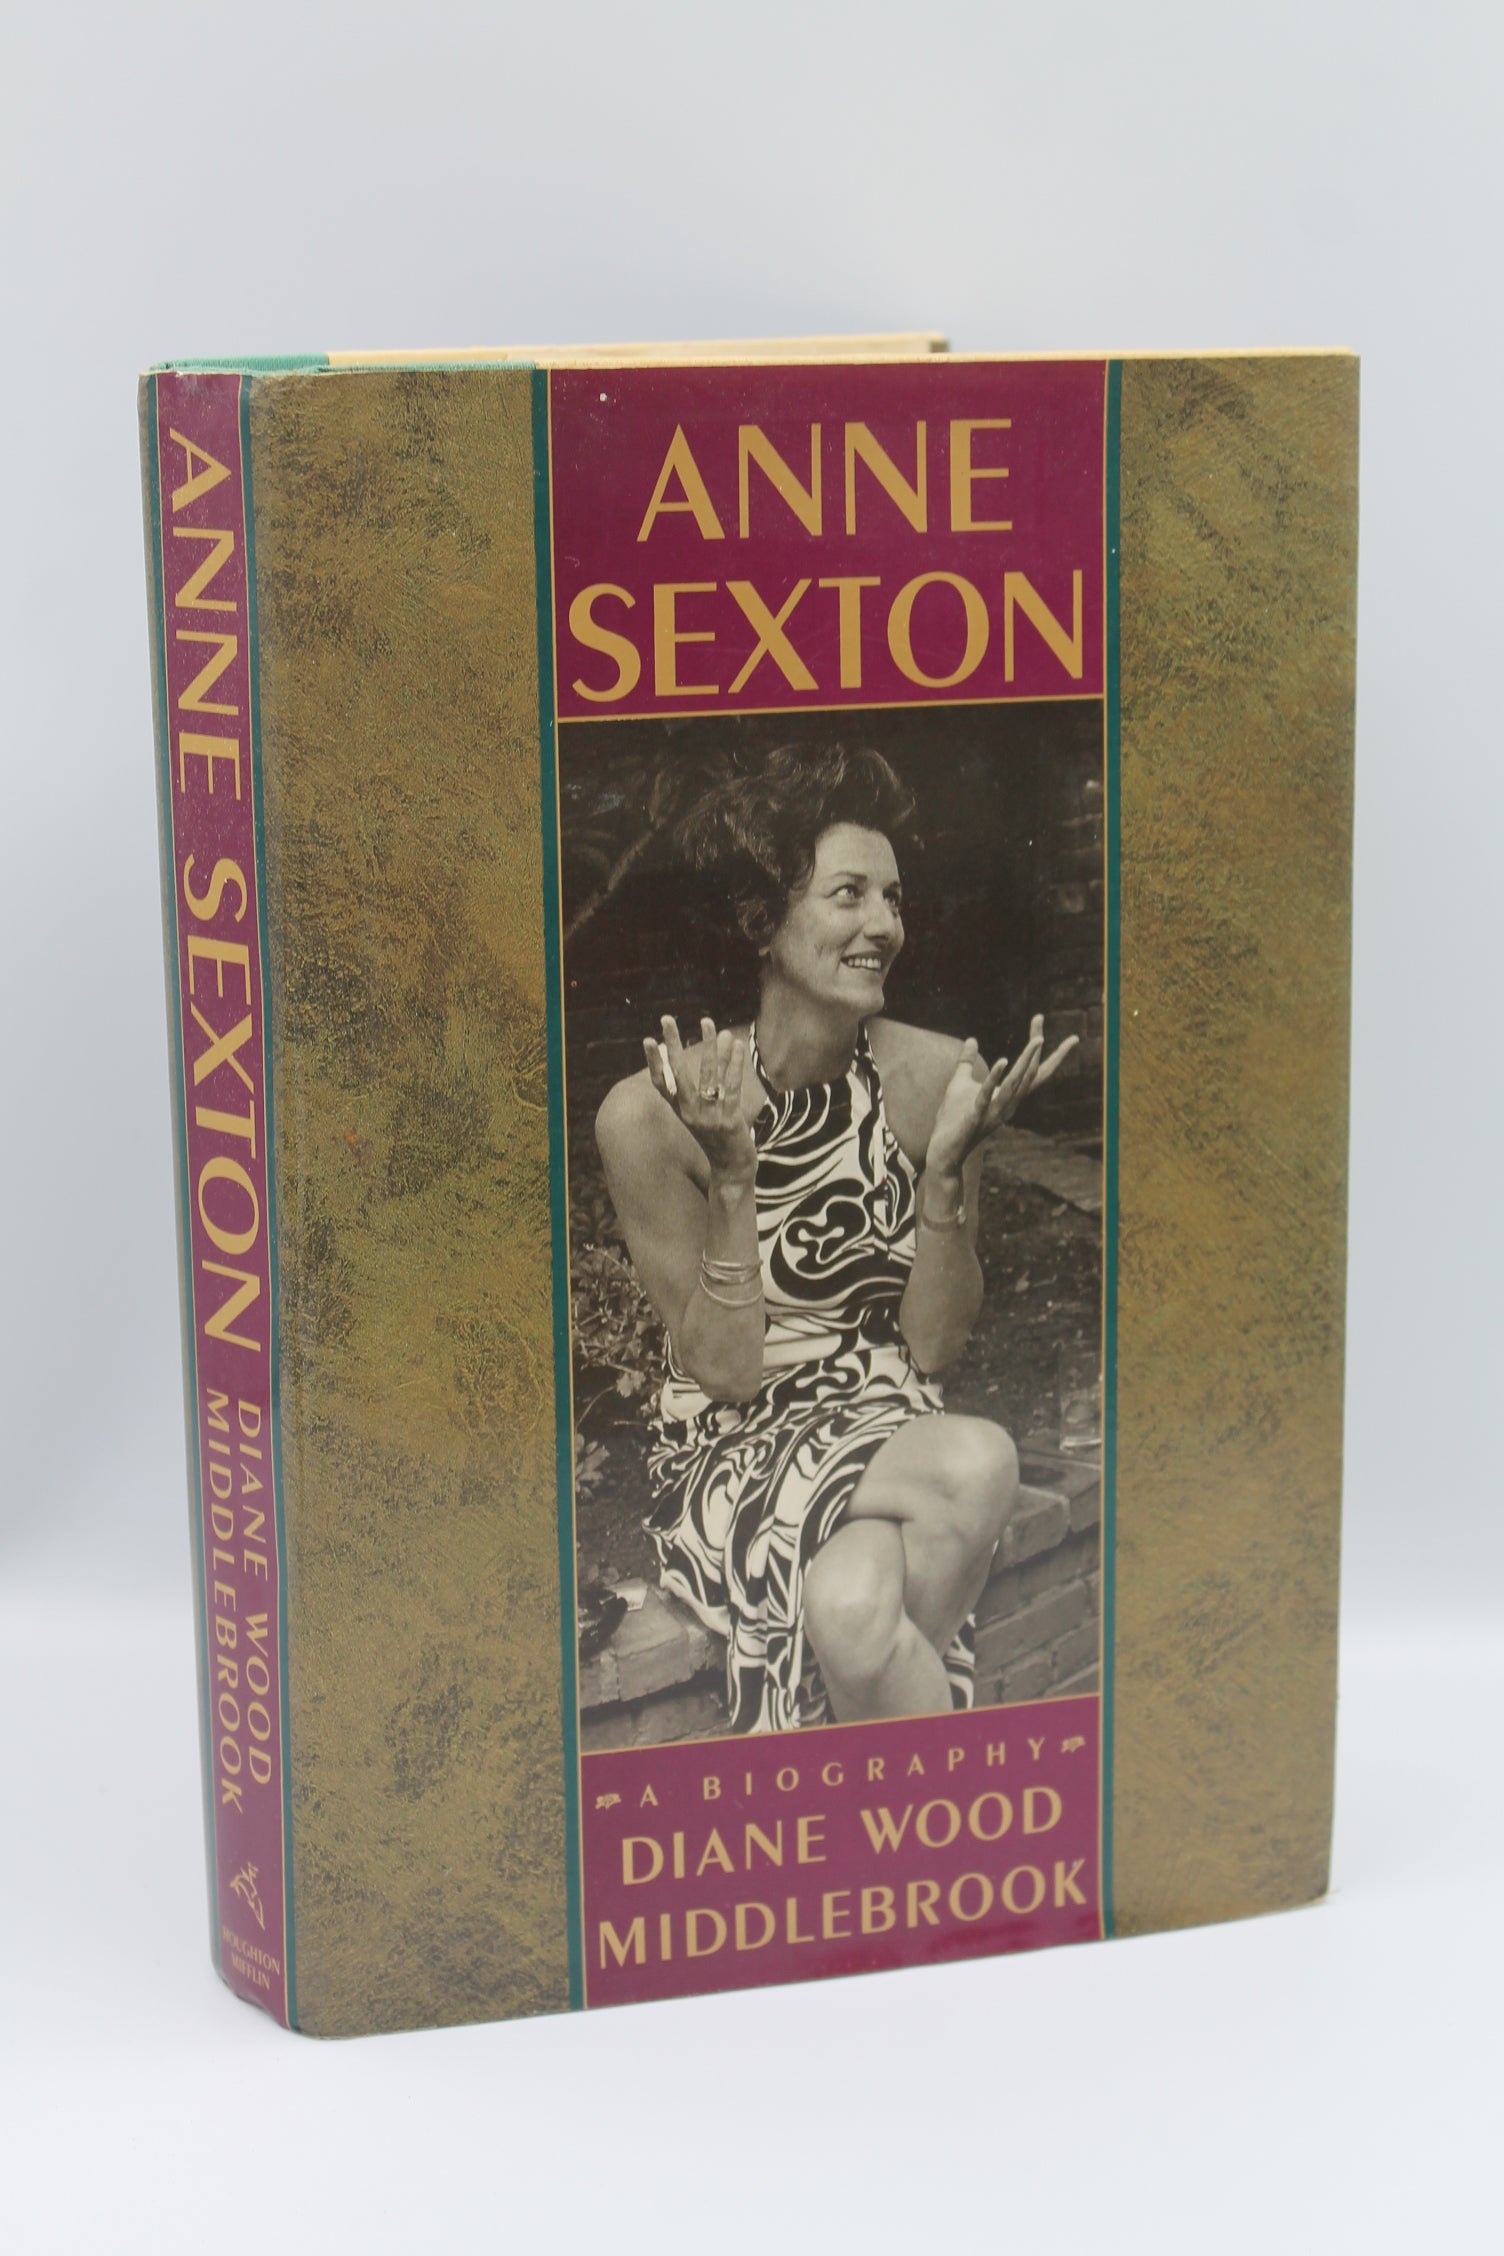 ANNE SEXTON
DIANE WOOD
MIDDLEBROOK
HOUGHTON
MIFFLIN
ANNE
SEXTON
A BIOGRAPHY
DIANE WOOD
MIDDLEBROOK